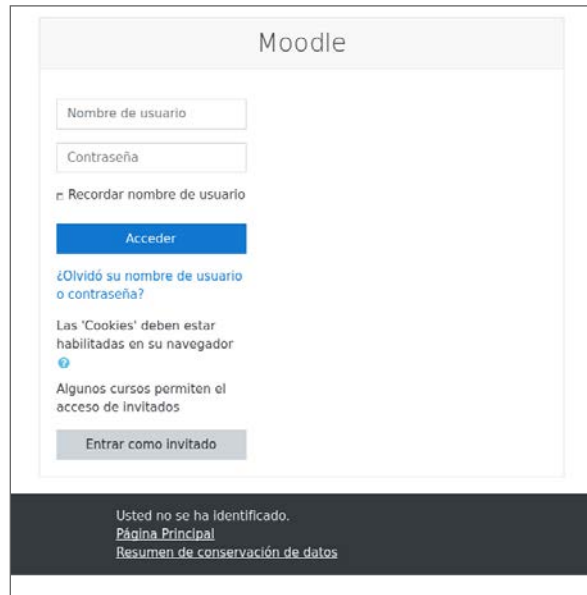 Moodle
Nombre de usuario
Contraseña
Recordar nombre de usuario
Acceder
¿Olvidó su nombre de usuario
o contraseña?
Las 'Cookies' deben estar
habilitadas en su navegador
?
Algunos cursos permiten el
acceso de invitados
Entrar como invitado
Usted no se ha identificado.
Página Principal
Resumen de conservación de datos